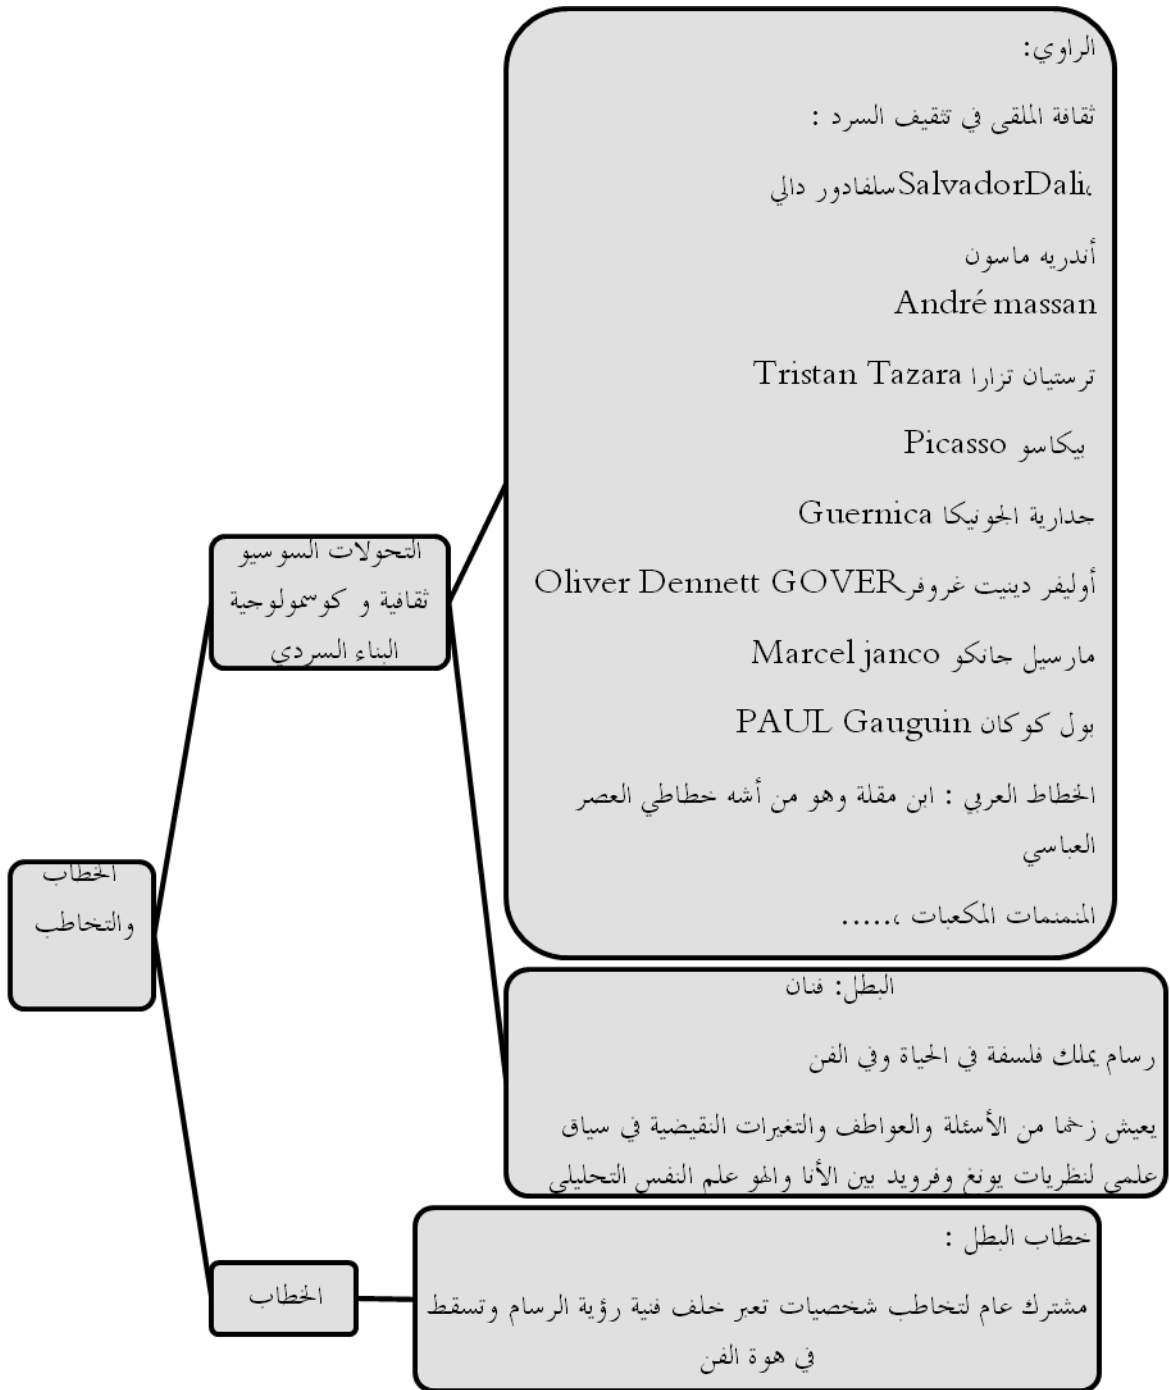 الراوي:
ثقافة الملقى في تثقيف السرد :
،SalvadorDali سلفادور دالي
أندريه ماسون
André massan
ترستيان تزارا Tristan Tazara
بيكاسو Picasso
جدارية الجونيكا Guernica
أوليفر دينيت غروفر Oliver Dennett GOVER
مارسيل جانكو Marcel janco
بول كوكان PAUL Gauguin
الخطاط العربي : ابن مقلة وهو من أشه خطاطي العصر
العباسي
المنمنمات المكعبات ،.....
التحولات السوسيو
ثقافية و كوسمولوجية
البناء السردي
الخطاب
والتخاطب
البطل: فنان
رسام يملك فلسفة في الحياة وفي الفن
يعيش زخما من الأسئلة والعواطف والتغيرات النقيضية في سياق
علمي لنظريات يونغ وفرويد بين الأنا والهو علم النفس التحليلي
الخطاب
خطاب البطل :
مشترك عام لتخاطب شخصيات تعبر خلف فنية رؤية الرسام وتسقط
في هوة الفن